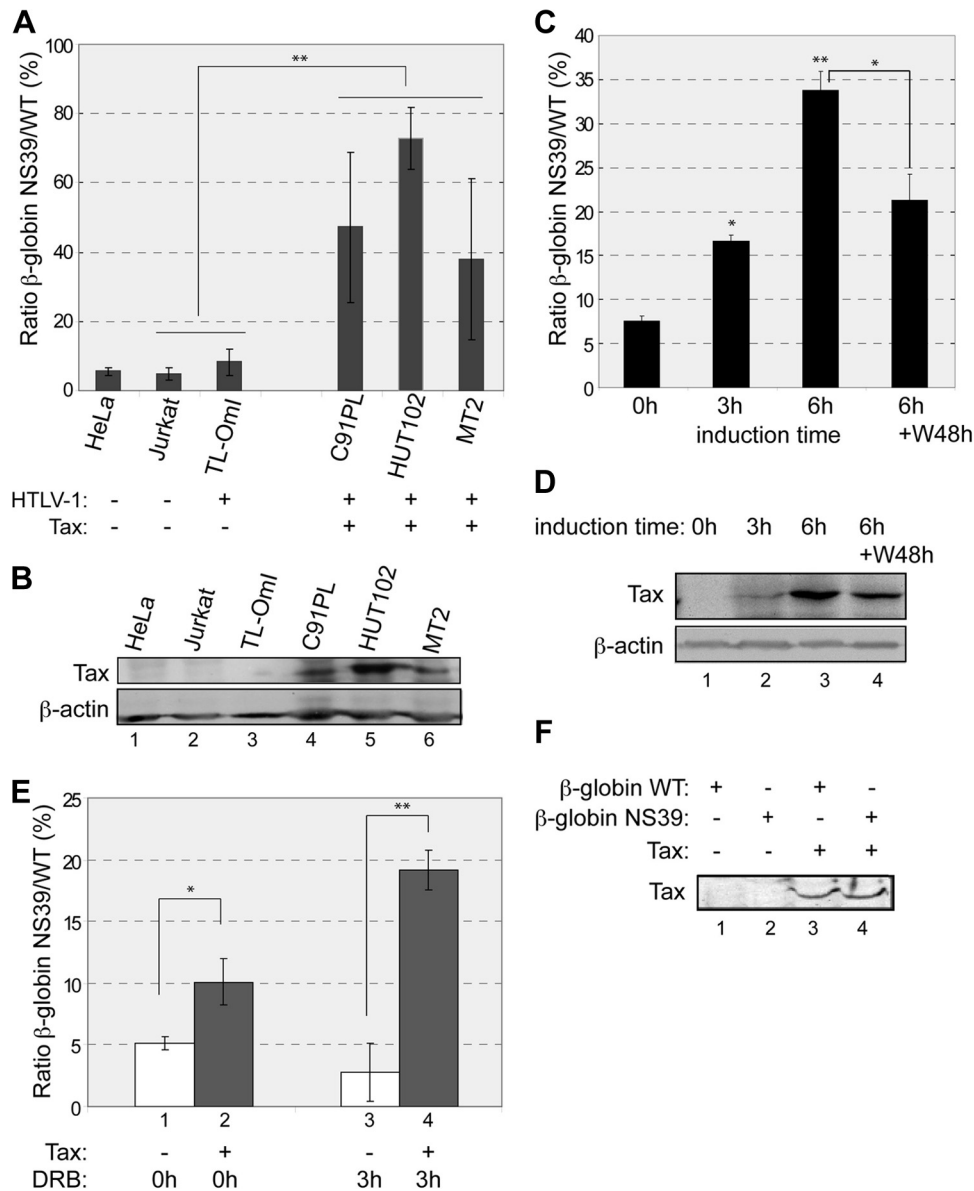 A
Ratio β-globin NS39/WT (%)
100
80
60
40
20
0
**
HeLa
Jurkat
TL-OmI
C91PL
HUT102
MT2
HTLV-1: - - + + + +
Tax: - - - + + +
B
HeLa
Jurkat
TL-OmI
C91PL
HUT102
MT2
Tax
β-actin
1 2 3 4 5 6
C
Ratio β-globin NS39/WT (%)
40
35
30
25
20
15
10
5
0
*
**
*
0h 3h 6h 6h
induction time +W48h
D
induction time: 0h 3h 6h 6h
+W48h
Tax
β-actin
1 2 3 4
E
Ratio β-globin NS39/WT (%)
25
20
15
10
5
0
*
**
1 2 3 4
Tax: - + - +
DRB: 0h 0h 3h 3h
F
β-globin WT: + - + -
β-globin NS39: - + - +
Tax: - - + +
Tax
1 2 3 4